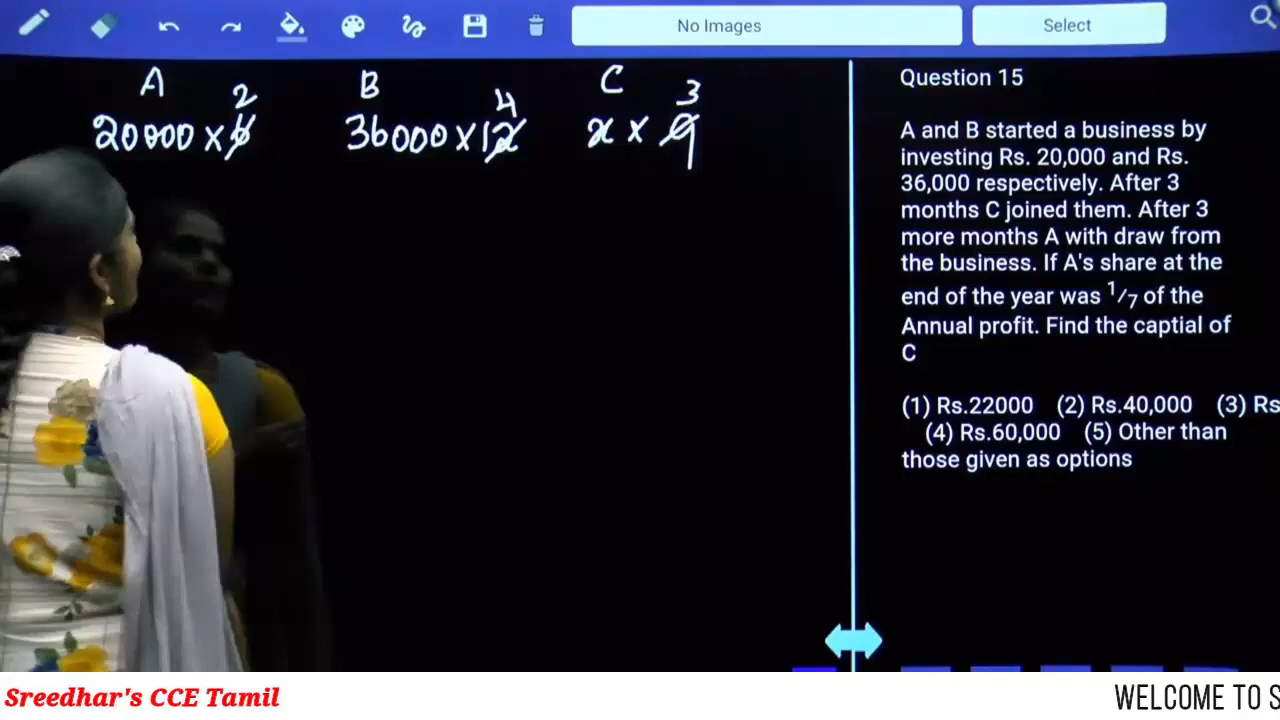 No Images
Select
A B C
20000 x 6 2
36000 x 12 4
x x 9 3
Question 15
A and B started a business by
investing Rs. 20,000 and Rs.
36,000 respectively. After 3
months C joined them. After 3
more months A with draw from
the business. If A's share at the
end of the year was 1/7 of the
Annual profit. Find the captial of
C
(1) Rs.22000 (2) Rs.40,000 (3) Rs
(4) Rs.60,000 (5) Other than
those given as options
Sreedhar's CCE Tamil
WELCOME TO S